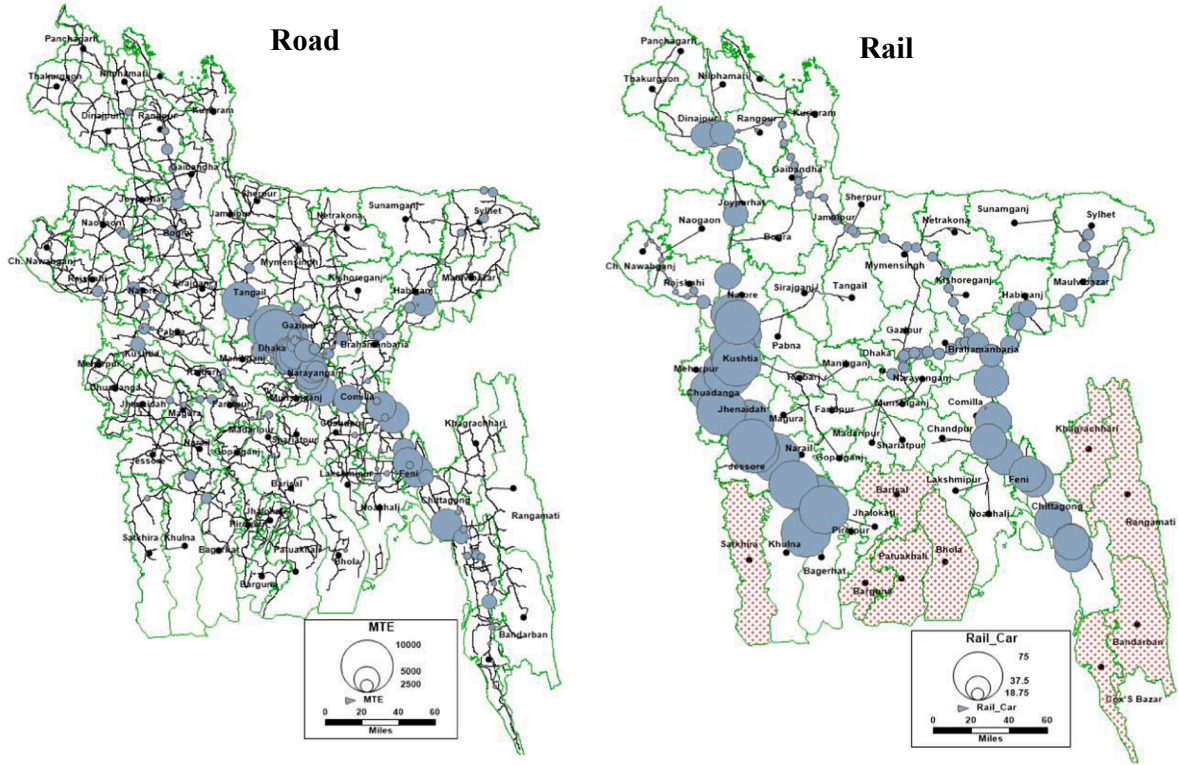 Road
Panchagarh
Thakurgaon
Nilphamari
Dinajpur
Rangpur
Kurigram
Gaibandha
Joypurhat
Sherpur
Jamalpur
Netrakona
Sunamganj
Sylhet
Naogaon
Bogra
Ch. Nawabganj
Mymensingh
Rajshahi
Natore
Sirajganj
Tangail
Kishoreganj
Habiganj
Maulvibazar
Pabna
Gazipur
Dhaka
Brahamanbaria
Kushtia
Meherpur
Manikganj
Narayanganj
Chuadanga
Rajbari
Jhenaidah
Magura
Faridpur
Munshiganj
Comilla
Chandpur
Madaripur
Shariatpur
Khagrachhari
Narail
Gopalganj
Jessore
Lakshmipur
Feni
Barisal
Noakhali
Chittagong
Rangamati
Jhalokati
Pirojpur
Satkhira
Khulna
Bagerhat
Patuakhali
Bhola
Barguna
Bandarban
MTE
10000
5000
2500
MTE
0 20 40 60
Miles
Rail
Panchagarh
Thakurgaon
Nilphamari
Dinajpur
Rangpur
Kurigram
Gaibandha
Joypurhat
Sherpur
Jamalpur
Netrakona
Sunamganj
Sylhet
Naogaon
Bogra
Ch. Nawabganj
Mymensingh
Rajshahi
Natore
Sirajganj
Tangail
Kishoreganj
Habiganj
Maulvibazar
Pabna
Gazipur
Dhaka
Brahamanbaria
Kushtia
Meherpur
Manikganj
Narayanganj
Chuadanga
Rajbari
Jhenaidah
Magura
Faridpur
Munshiganj
Comilla
Chandpur
Madaripur
Shariatpur
Khagrachhari
Narail
Gopalganj
Jessore
Lakshmipur
Feni
Barisal
Noakhali
Chittagong
Rangamati
Jhalokati
Pirojpur
Satkhira
Khulna
Bagerhat
Patuakhali
Bhola
Barguna
Bandarban
Cox'S Bazar
Rail_Car
75
37.5
18.75
Rail_Car
0 20 40 60
Miles